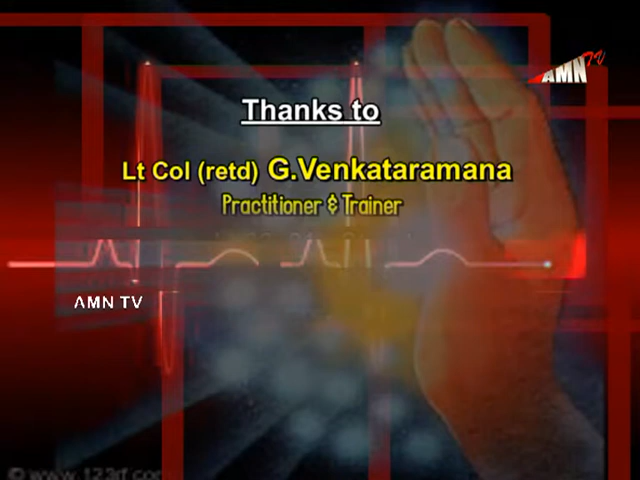 AMN TV
Thanks to
Lt Col (retd) G.Venkataramana
Practitioner & Trainer
AMN TV
© www.123rf.com